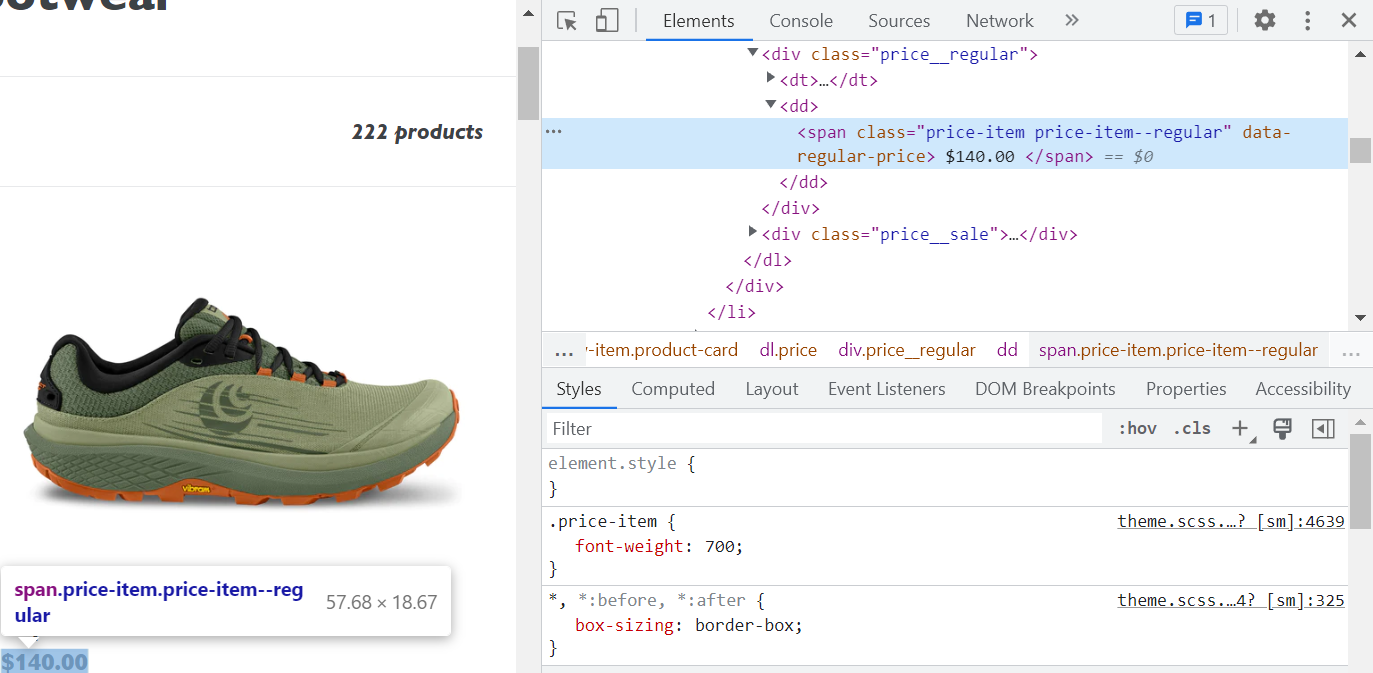 222 products
vibram
span.price-item.price-item--reg
ular
57.68 × 18.67
$140.00
Elements Console Sources Network » 1
<div class="price__regular">
<dt>…</dt>
<dd>
<span class="price-item price-item--regular" data-
regular-price> $140.00 </span> == $0
</dd>
</div>
<div class="price__sale">…</div>
</dl>
</div>
</li>
… -item.product-card dl.price div.price__regular dd span.price-item.price-item--regular …
Styles Computed Layout Event Listeners DOM Breakpoints Properties Accessibility
Filter :hov .cls +
element.style {
}
.price-item { theme.scss.…? [sm]:4639
font-weight: 700;
}
*, *:before, *:after { theme.scss.…4? [sm]:325
box-sizing: border-box;
}